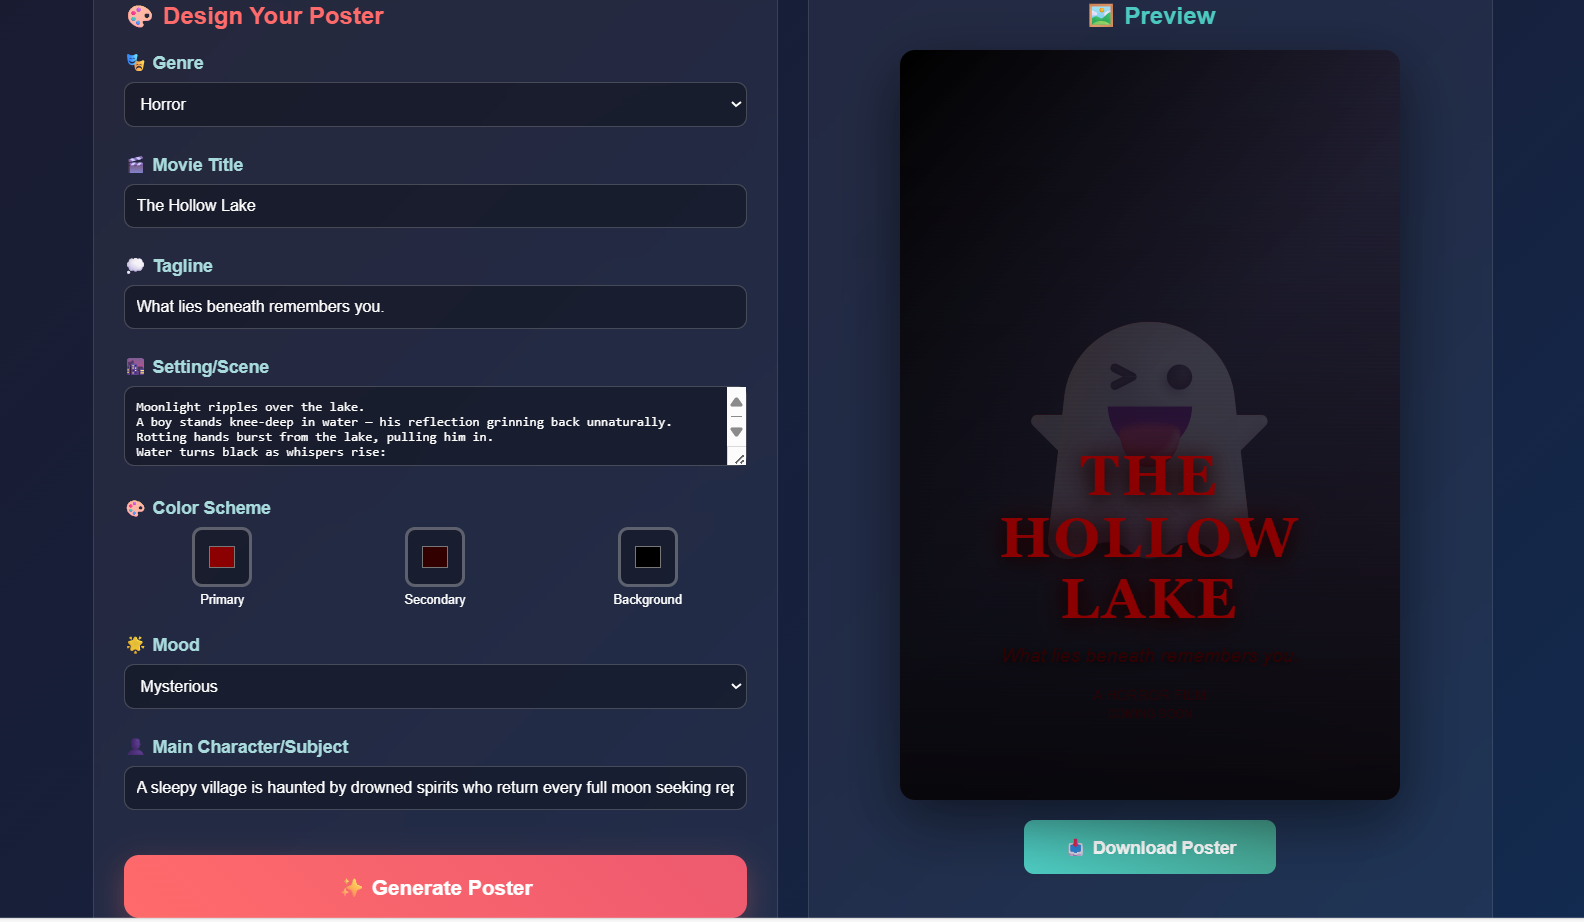 Design Your Poster
Genre
Horror
Movie Title
The Hollow Lake
Tagline
What lies beneath remembers you.
Setting/Scene
Moonlight ripples over the lake.
A boy stands knee-deep in water — his reflection grinning back unnaturally.
Rotting hands burst from the lake, pulling him in.
Water turns black as whispers rise:
Color Scheme
Primary
Secondary
Background
Mood
Mysterious
Main Character/Subject
A sleepy village is haunted by drowned spirits who return every full moon seeking rep
Generate Poster
Preview
THE
HOLLOW
LAKE
What lies beneath remembers you.
Download Poster